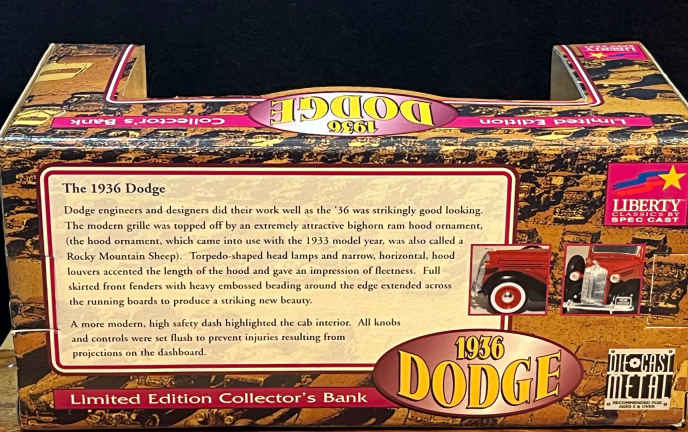 LIBERTY
Limited Edition
1936
DODGE
Collector's Bank
The 1936 Dodge
Dodge engineers and designers did their work well as the '36 was strikingly good looking.
The modern grille was topped off by an extremely attractive bighorn ram hood ornament,
(the hood ornament, which came into use with the 1933 model year, was also called a
Rocky Mountain Sheep). Torpedo-shaped head lamps and narrow, horizontal, hood
louvers accented the length of the hood and gave an impression of fleetness. Full
skirted front fenders with heavy embossed beading around the edge extended across
the running boards to produce a striking new beauty.
A more modern, high safety dash highlighted the cab interior. All knobs
and controls were set flush to prevent injuries resulting from
projections on the dashboard.
LIBERTY
CLASSICS BY
SPEC CAST
1936
DODGE
Limited Edition Collector's Bank
DIE-CAST
METAL
RECOMMENDED FOR
AGES 8 & OVER